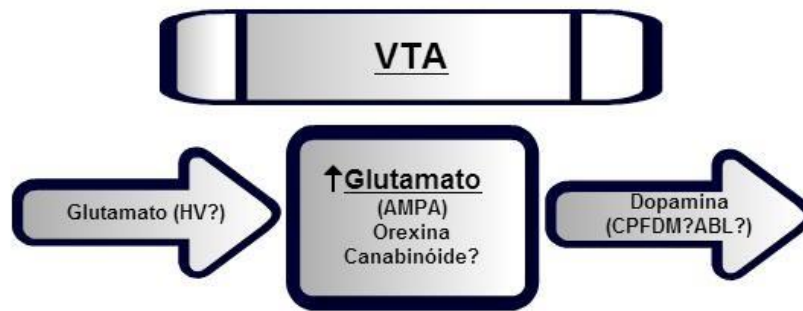 VTA
Glutamato (HV?)
↑Glutamato
(AMPA)
Orexina
Canabinóide?
Dopamina
(CPFDM?ABL?)